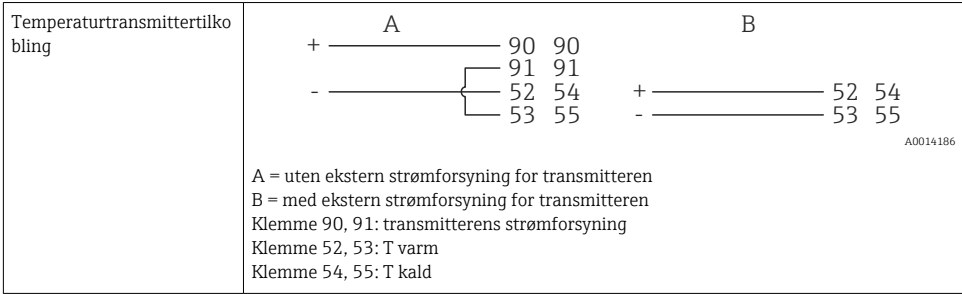 Temperaturtransmittertilko
bling
A B
+ 90 90
91 91
- 52 54 + 52 54
53 55 - 53 55
A0014186
A = uten ekstern strømforsyning for transmitteren
B = med ekstern strømforsyning for transmitteren
Klemme 90, 91: transmitterens strømforsyning
Klemme 52, 53: T varm
Klemme 54, 55: T kald